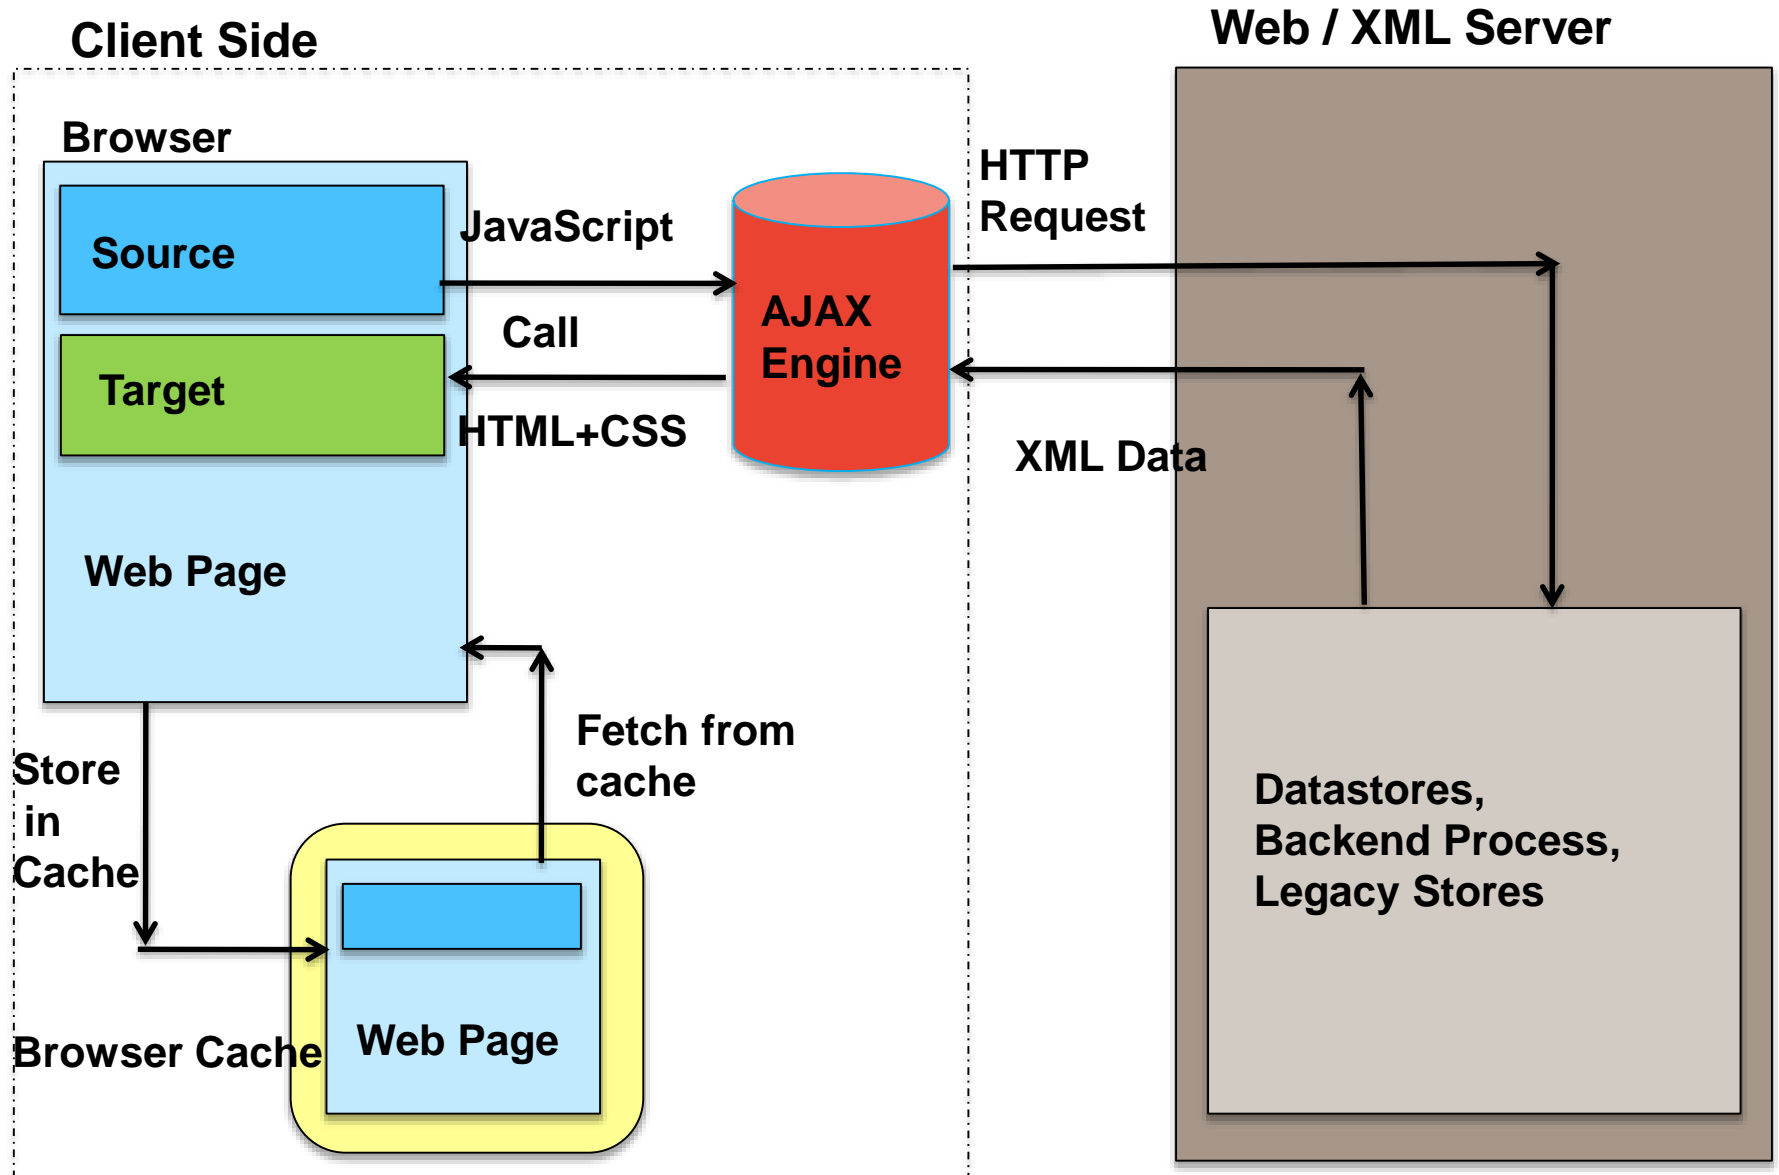 Client Side
Web / XML Server
Browser
Source
JavaScript
Call
Target
HTML+CSS
Web Page
AJAX
Engine
HTTP
Request
XML Data
Store
in
Cache
Fetch from
cache
Browser Cache
Web Page
Datastores,
Backend Process,
Legacy Stores